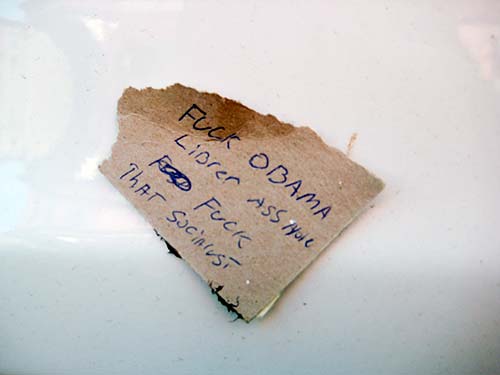 FUCK OBAMA
Librer ASS Hole
FUCK
THAT SociaList